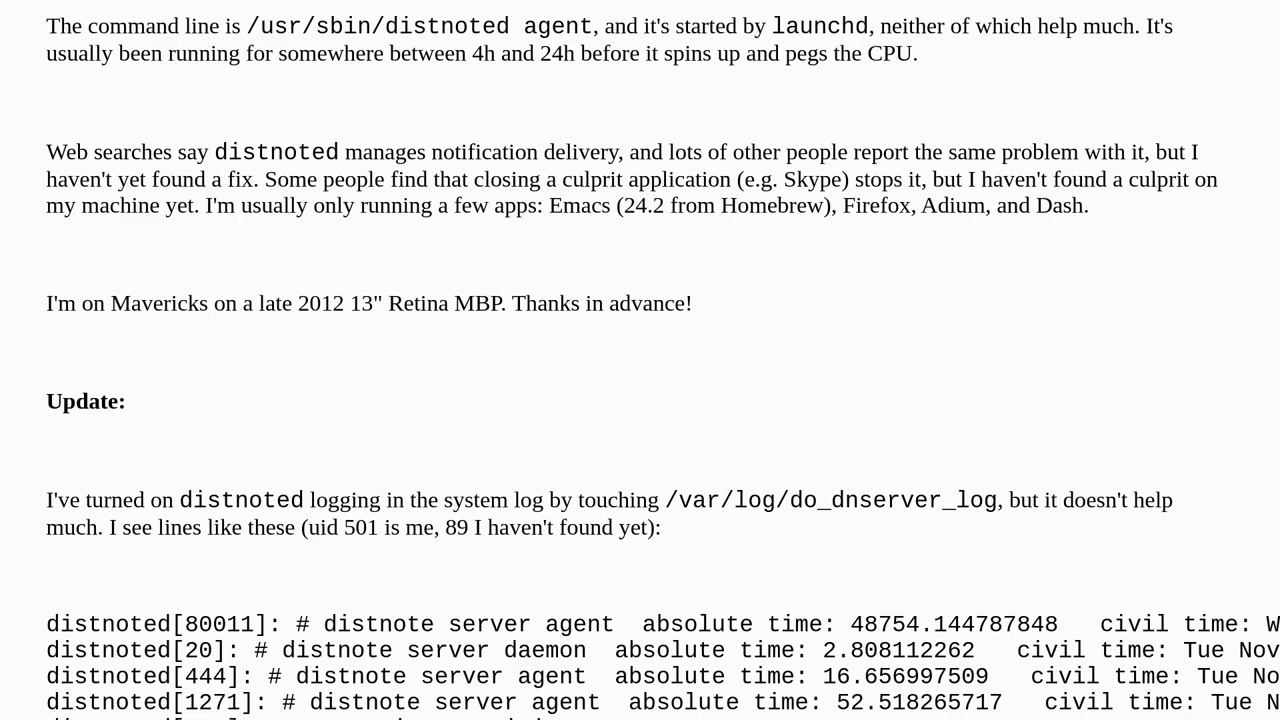 The command line is /usr/sbin/distnoted agent, and it's started by launchd, neither of which help much. It's
usually been running for somewhere between 4h and 24h before it spins up and pegs the CPU.
Web searches say distnoted manages notification delivery, and lots of other people report the same problem with it, but I
haven't yet found a fix. Some people find that closing a culprit application (e.g. Skype) stops it, but I haven't found a culprit on
my machine yet. I'm usually only running a few apps: Emacs (24.2 from Homebrew), Firefox, Adium, and Dash.
I'm on Mavericks on a late 2012 13" Retina MBP. Thanks in advance!
Update:
I've turned on distnoted logging in the system log by touching /var/log/do_dnserver_log, but it doesn't help
much. I see lines like these (uid 501 is me, 89 I haven't found yet):
distnoted[80011]: # distnote server agent  absolute time: 48754.144787848   civil time: W
distnoted[20]: # distnote server daemon  absolute time: 2.808112262   civil time: Tue Nov
distnoted[444]: # distnote server agent  absolute time: 16.656997509   civil time: Tue No
distnoted[1271]: # distnote server agent  absolute time: 52.518265717   civil time: Tue N